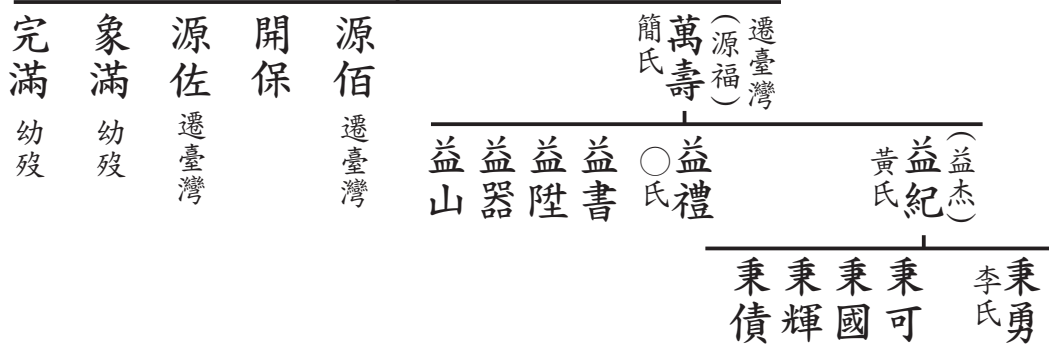 遷臺灣
(源福)
萬壽
簡氏
源佰
遷臺灣
開保
源佐
遷臺灣
象滿
幼歿
完滿
幼歿
(益杰)
益紀
黃氏
益禮
○氏
益書
益陞
益器
益山
秉勇
李氏
秉可
秉國
秉輝
秉債